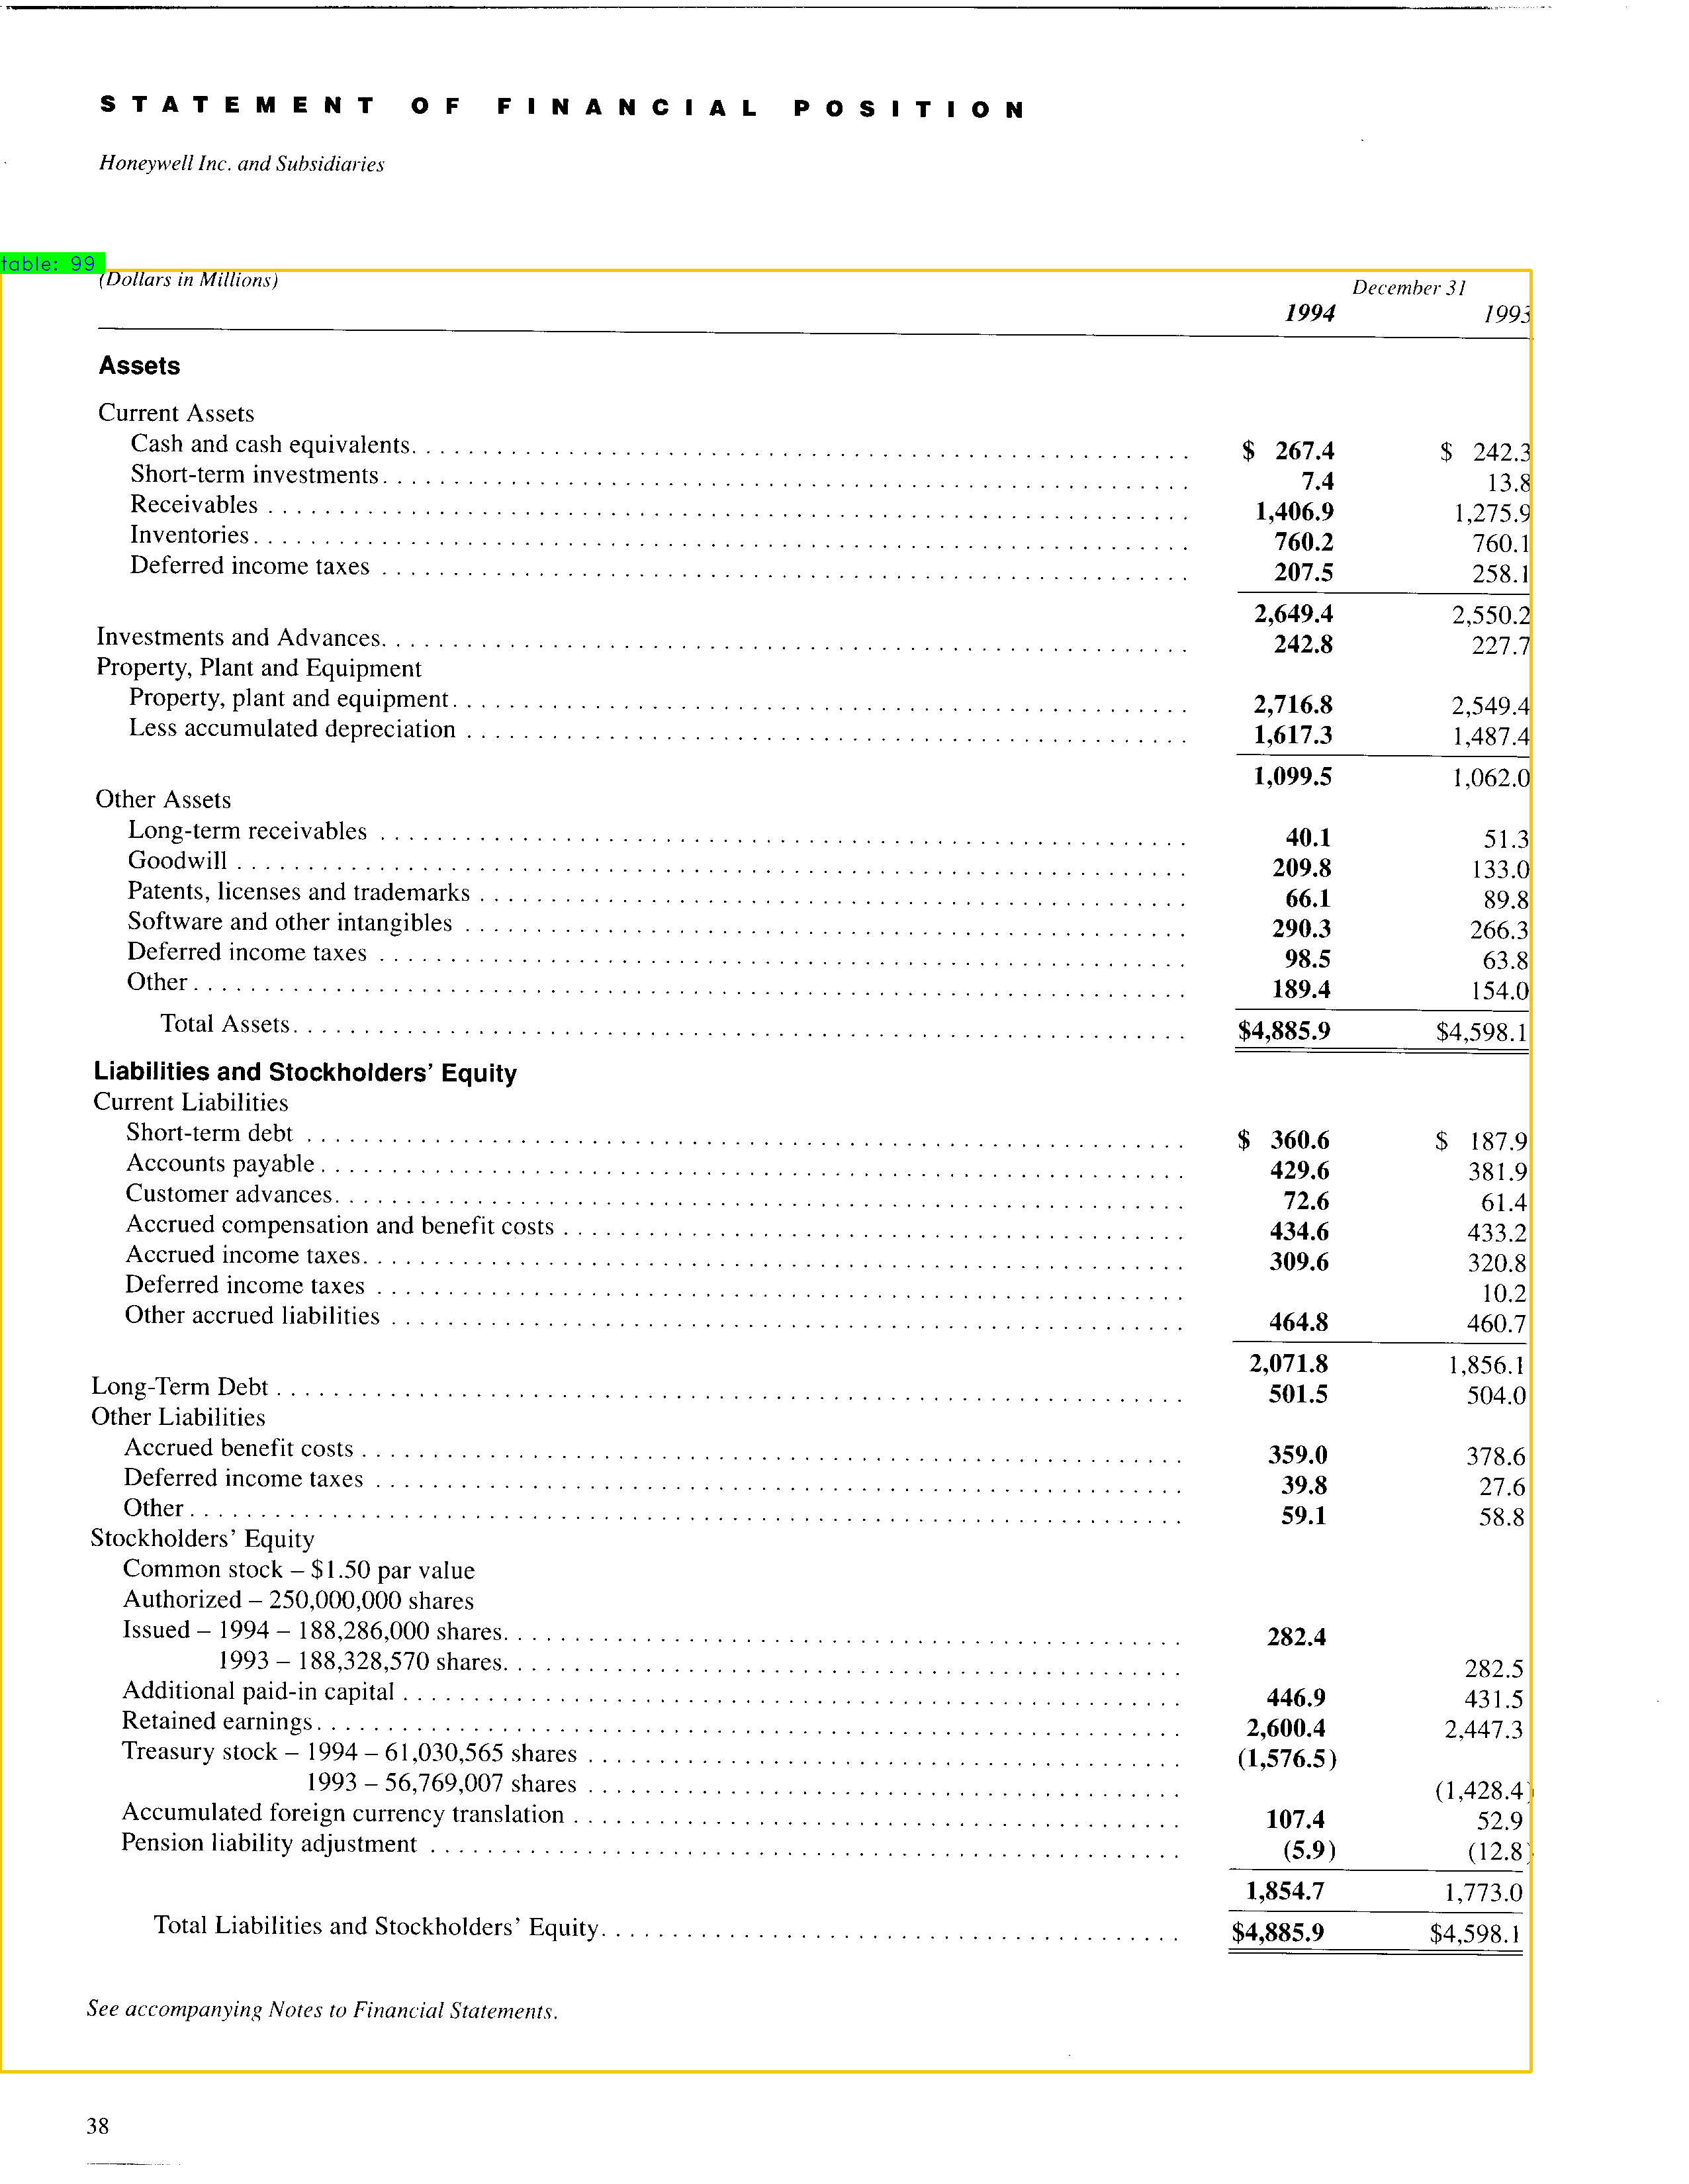 STATEMENT OF FINANCIAL POSITION
Honeywell Inc. and Subsidiaries
table: 99
(Dollars in Millions) December 31
1994 1993
Assets
Current Assets
Cash and cash equivalents $ 267.4 $ 242.3
Short-term investments 7.4 13.8
Receivables 1,406.9 1,275.9
Inventories 760.2 760.1
Deferred income taxes 207.5 258.1
2,649.4 2,550.2
Investments and Advances 242.8 227.7
Property, Plant and Equipment
Property, plant and equipment 2,716.8 2,549.4
Less accumulated depreciation 1,617.3 1,487.4
1,099.5 1,062.0
Other Assets
Long-term receivables 40.1 51.3
Goodwill 209.8 133.0
Patents, licenses and trademarks 66.1 89.8
Software and other intangibles 290.3 266.3
Deferred income taxes 98.5 63.8
Other 189.4 154.0
Total Assets $4,885.9 $4,598.1
Liabilities and Stockholders' Equity
Current Liabilities
Short-term debt $ 360.6 $ 187.9
Accounts payable 429.6 381.9
Customer advances 72.6 61.4
Accrued compensation and benefit costs 434.6 433.2
Accrued income taxes 309.6 320.8
Deferred income taxes 10.2
Other accrued liabilities 464.8 460.7
2,071.8 1,856.1
Long-Term Debt 501.5 504.0
Other Liabilities
Accrued benefit costs 359.0 378.6
Deferred income taxes 39.8 27.6
Other 59.1 58.8
Stockholders' Equity
Common stock – $1.50 par value
Authorized – 250,000,000 shares
Issued – 1994 – 188,286,000 shares 282.4
1993 – 188,328,570 shares 282.5
Additional paid-in capital 446.9 431.5
Retained earnings 2,600.4 2,447.3
Treasury stock – 1994 – 61,030,565 shares (1,576.5)
1993 – 56,769,007 shares (1,428.4)
Accumulated foreign currency translation 107.4 52.9
Pension liability adjustment (5.9) (12.8)
1,854.7 1,773.0
Total Liabilities and Stockholders' Equity $4,885.9 $4,598.1
See accompanying Notes to Financial Statements.
38